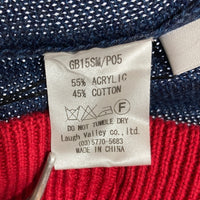 GB15SM/P05
55% ACRYLIC
45% COTTON
F
DO NOT TUMBLE DRY
Laugh Valley co.,ltd.
(03) 5770-5683
MADE IN CHINA